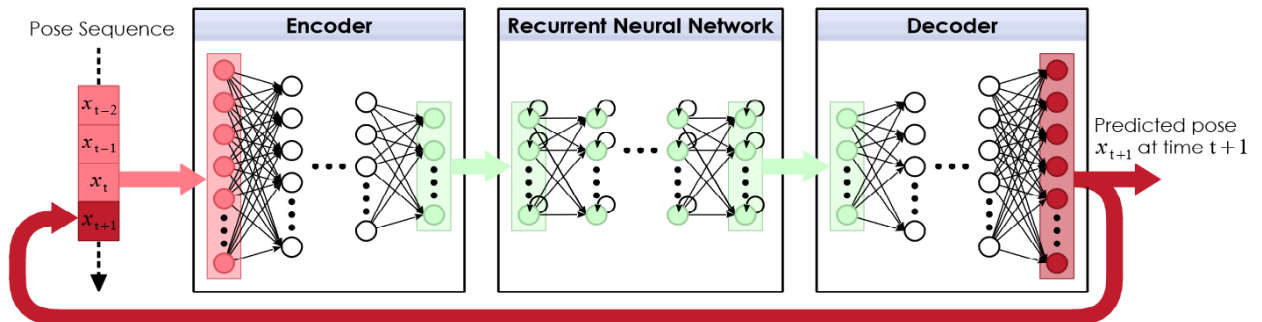 Pose Sequence
x_{t-2}
x_{t-1}
x_t
x_{t+1}
Encoder
Recurrent Neural Network
Decoder
Predicted pose
x_{t+1} at time t+1